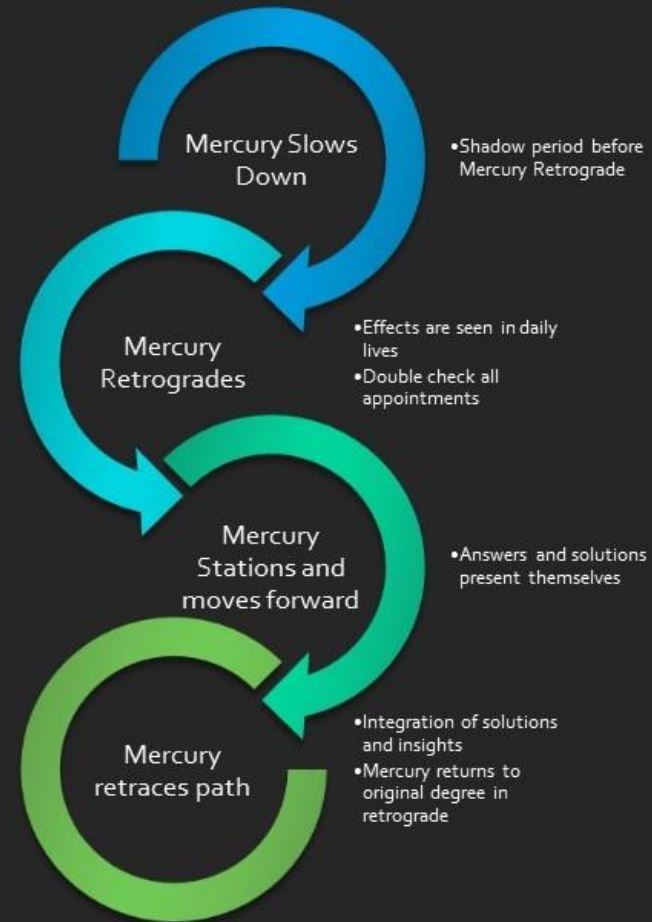 Mercury Slows
Down
•Shadow period before
Mercury Retrograde
Mercury
Retrogrades
•Effects are seen in daily
lives
•Double check all
appointments
Mercury
Stations and
moves forward
•Answers and solutions
present themselves
Mercury
retraces path
•Integration of solutions
and insights
•Mercury returns to
original degree in
retrograde